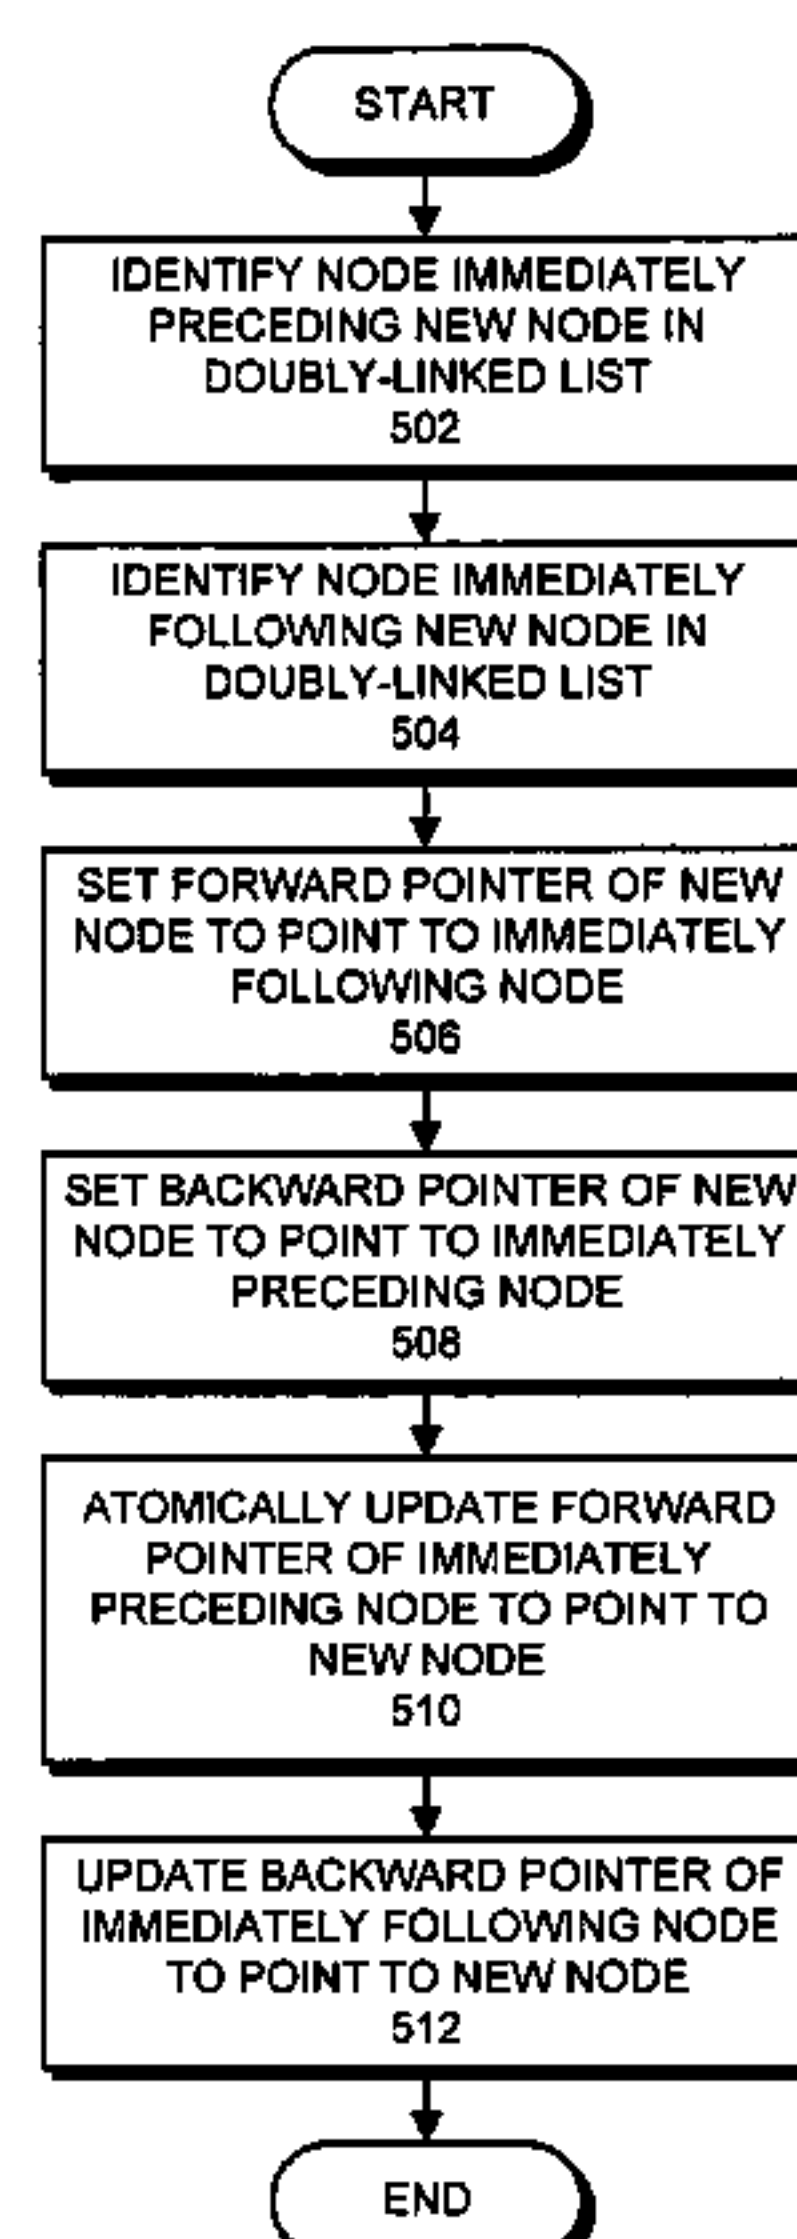 START
IDENTIFY NODE IMMEDIATELY
PRECEDING NEW NODE IN
DOUBLY-LINKED LIST
502
IDENTIFY NODE IMMEDIATELY
FOLLOWING NEW NODE IN
DOUBLY-LINKED LIST
504
SET FORWARD POINTER OF NEW
NODE TO POINT TO IMMEDIATELY
FOLLOWING NODE
506
SET BACKWARD POINTER OF NEW
NODE TO POINT TO IMMEDIATELY
PRECEDING NODE
508
ATOMICALLY UPDATE FORWARD
POINTER OF IMMEDIATELY
PRECEDING NODE TO POINT TO
NEW NODE
510
UPDATE BACKWARD POINTER OF
IMMEDIATELY FOLLOWING NODE
TO POINT TO NEW NODE
512
END